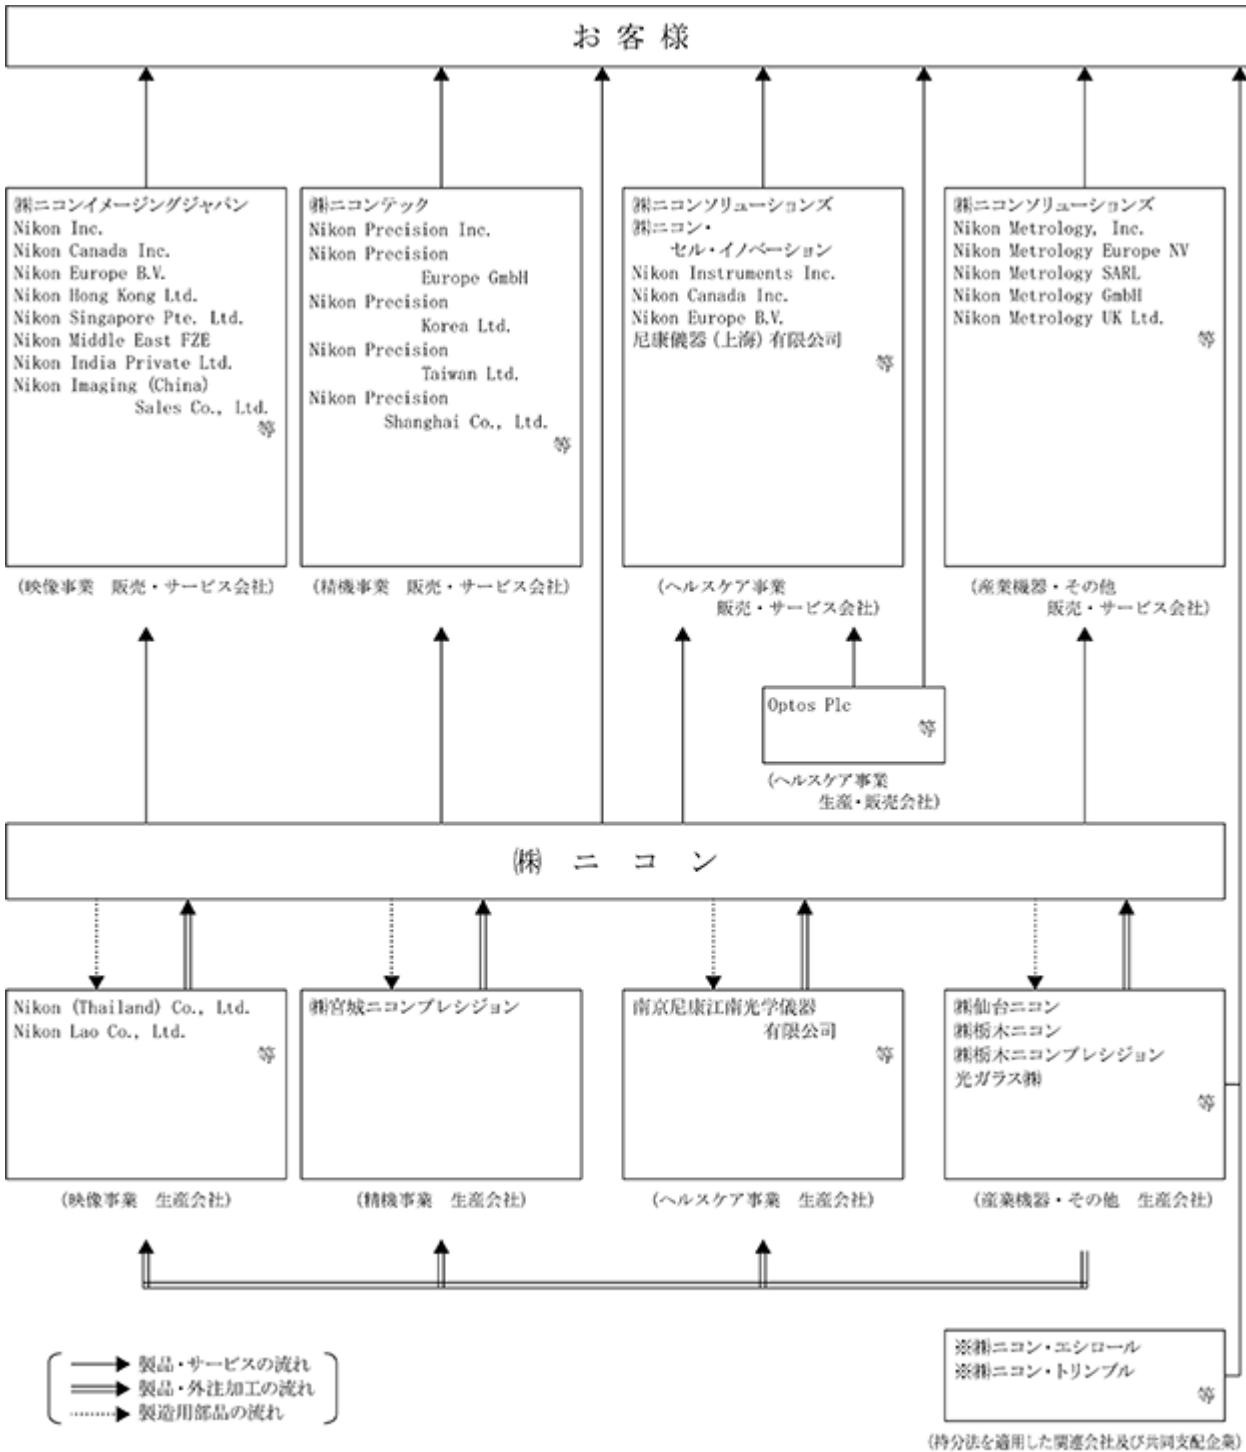 お客様
㈱ニコンイメージングジャパン
Nikon Inc.
Nikon Canada Inc.
Nikon Europe B.V.
Nikon Hong Kong Ltd.
Nikon Singapore Pte. Ltd.
Nikon Middle East FZE
Nikon India Private Ltd.
Nikon Imaging (China)
Sales Co., Ltd.
等
(映像事業 販売・サービス会社)
㈱ニコンテック
Nikon Precision Inc.
Nikon Precision
Europe GmbH
Nikon Precision
Korea Ltd.
Nikon Precision
Taiwan Ltd.
Nikon Precision
Shanghai Co., Ltd.
等
(精機事業 販売・サービス会社)
㈱ニコンソリューションズ
㈱ニコン・
セル・イノベーション
Nikon Instruments Inc.
Nikon Canada Inc.
Nikon Europe B.V.
尼康儀器(上海)有限公司
等
(ヘルスケア事業
販売・サービス会社)
㈱ニコンソリューションズ
Nikon Metrology, Inc.
Nikon Metrology Europe NV
Nikon Metrology SARL
Nikon Metrology GmbH
Nikon Metrology UK Ltd.
等
(産業機器・その他
販売・サービス会社)
Optos Plc
等
(ヘルスケア事業
生産・販売会社)
㈱ニコン
Nikon (Thailand) Co., Ltd.
Nikon Lao Co., Ltd.
等
(映像事業 生産会社)
㈱宮城ニコンプレシジョン
(精機事業 生産会社)
南京尼康江南光学儀器
有限公司
等
(ヘルスケア事業 生産会社)
㈱仙台ニコン
㈱栃木ニコン
㈱栃木ニコンプレシジョン
光ガラス㈱
等
(産業機器・その他 生産会社)
製品・サービスの流れ
製品・外注加工の流れ
製造用部品の流れ
※㈱ニコン・エシロール
※㈱ニコン・トリンブル
等
(持分法を適用した関連会社及び共同支配企業)